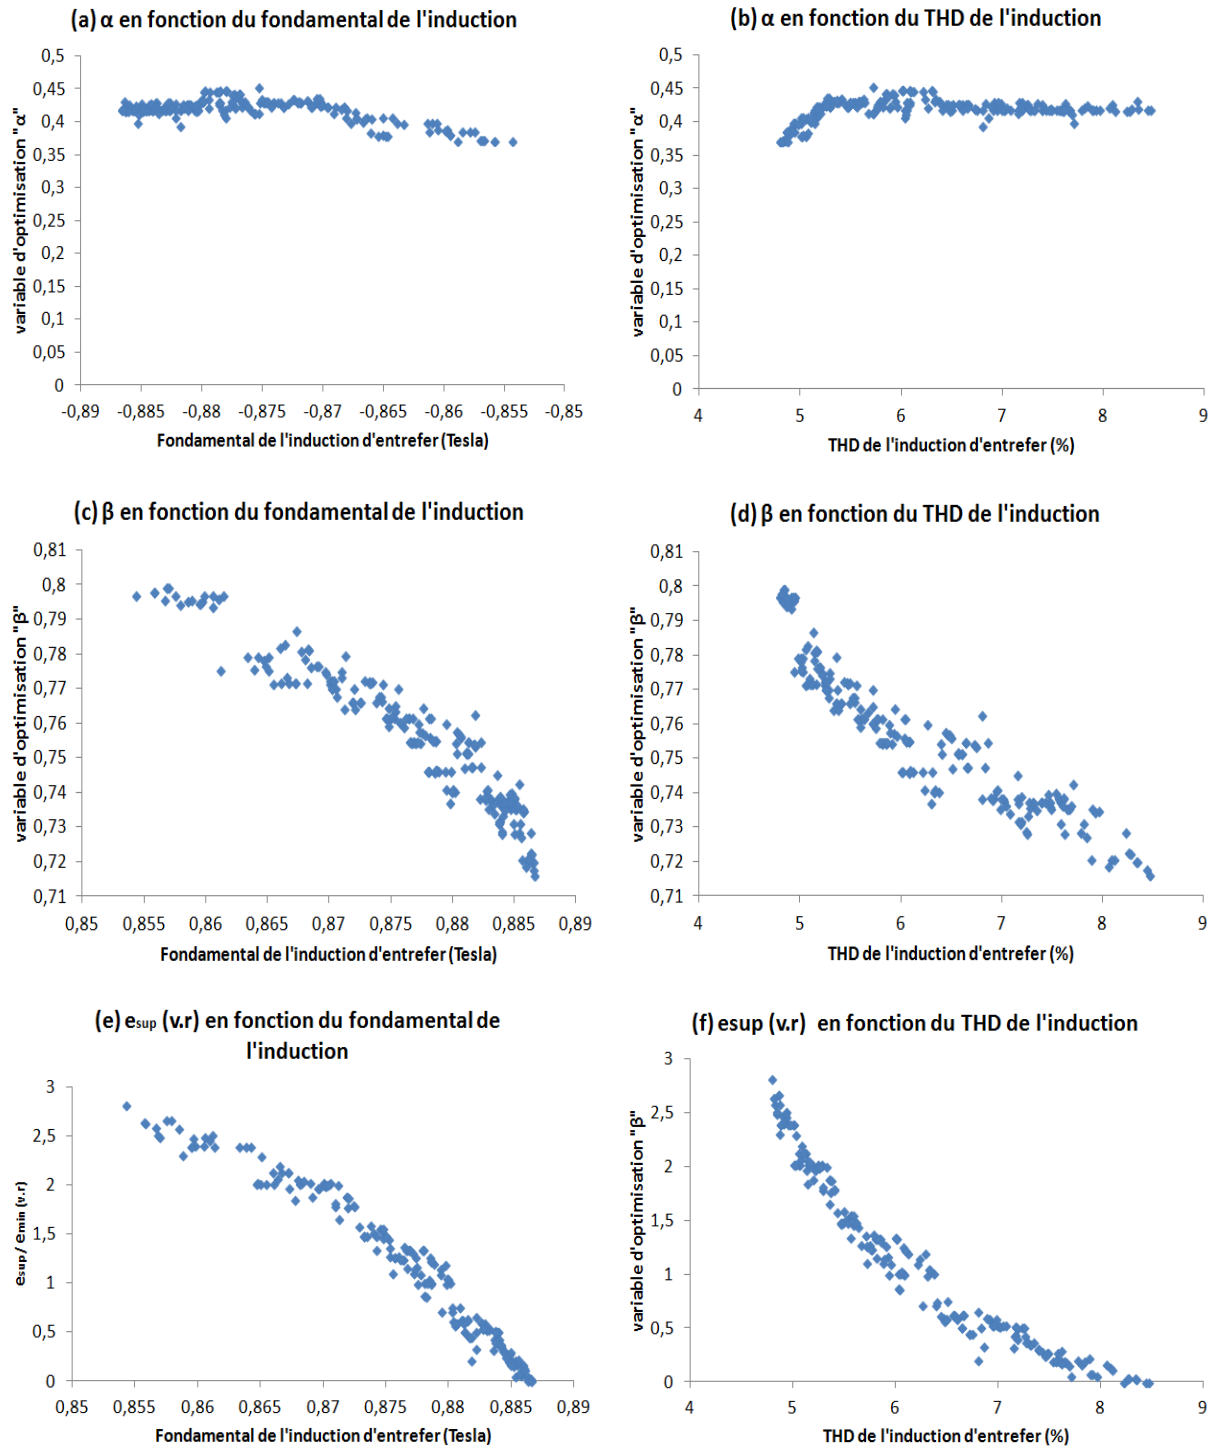 (a) α en fonction du fondamental de l'induction
variable d'optimisation "α"
0,5
0,45
0,4
0,35
0,3
0,25
0,2
0,15
0,1
0,05
0
-0,89 -0,885 -0,88 -0,875 -0,87 -0,865 -0,86 -0,855 -0,85
Fondamental de l'induction d'entrefer (Tesla)
(b) α en fonction du THD de l'induction
variable d'optimisation "α"
0,5
0,45
0,4
0,35
0,3
0,25
0,2
0,15
0,1
0,05
0
4 5 6 7 8 9
THD de l'induction d'entrefer (%)
(c) β en fonction du fondamental de l'induction
variable d'optimisation "β"
0,81
0,8
0,79
0,78
0,77
0,76
0,75
0,74
0,73
0,72
0,71
0,85 0,855 0,86 0,865 0,87 0,875 0,88 0,885 0,89
Fondamental de l'induction d'entrefer (Tesla)
(d) β en fonction du THD de l'induction
variable d'optimisation "β"
0,81
0,8
0,79
0,78
0,77
0,76
0,75
0,74
0,73
0,72
0,71
4 5 6 7 8 9
THD de l'induction d'entrefer (%)
(e) esup (v.r) en fonction du fondamental de
l'induction
esup / emin (v.r)
3
2,5
2
1,5
1
0,5
0
0,85 0,855 0,86 0,865 0,87 0,875 0,88 0,885 0,89
Fondamental de l'induction d'entrefer (Tesla)
(f) esup (v.r) en fonction du THD de l'induction
variable d'optimisation "β"
3
2,5
2
1,5
1
0,5
0
4 5 6 7 8 9
THD de l'induction d'entrefer (%)